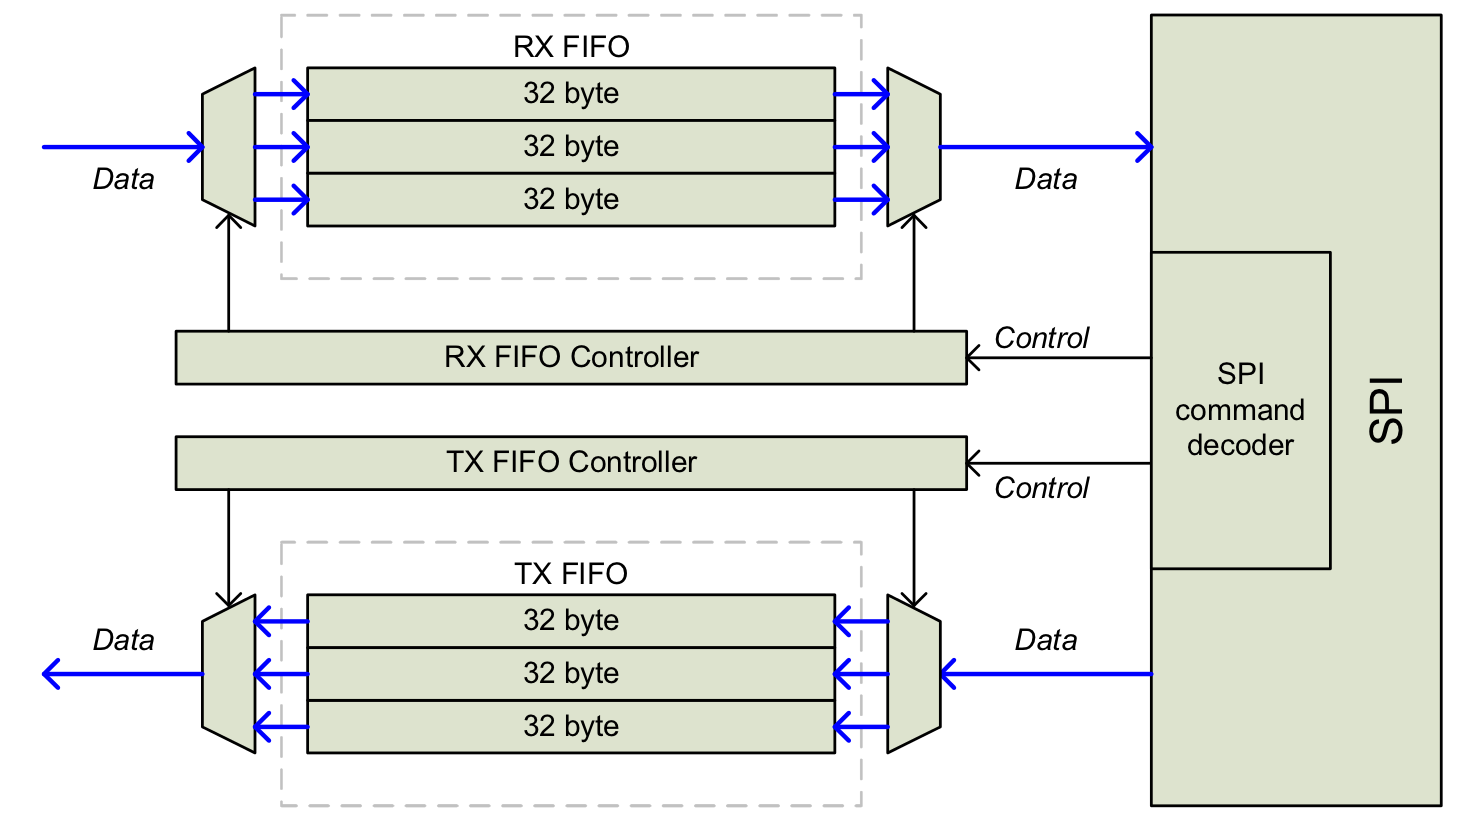 RX FIFO
32 byte
32 byte
32 byte
Data
Data
RX FIFO Controller
Control
TX FIFO Controller
Control
SPI
command
decoder
SPI
TX FIFO
32 byte
32 byte
32 byte
Data
Data